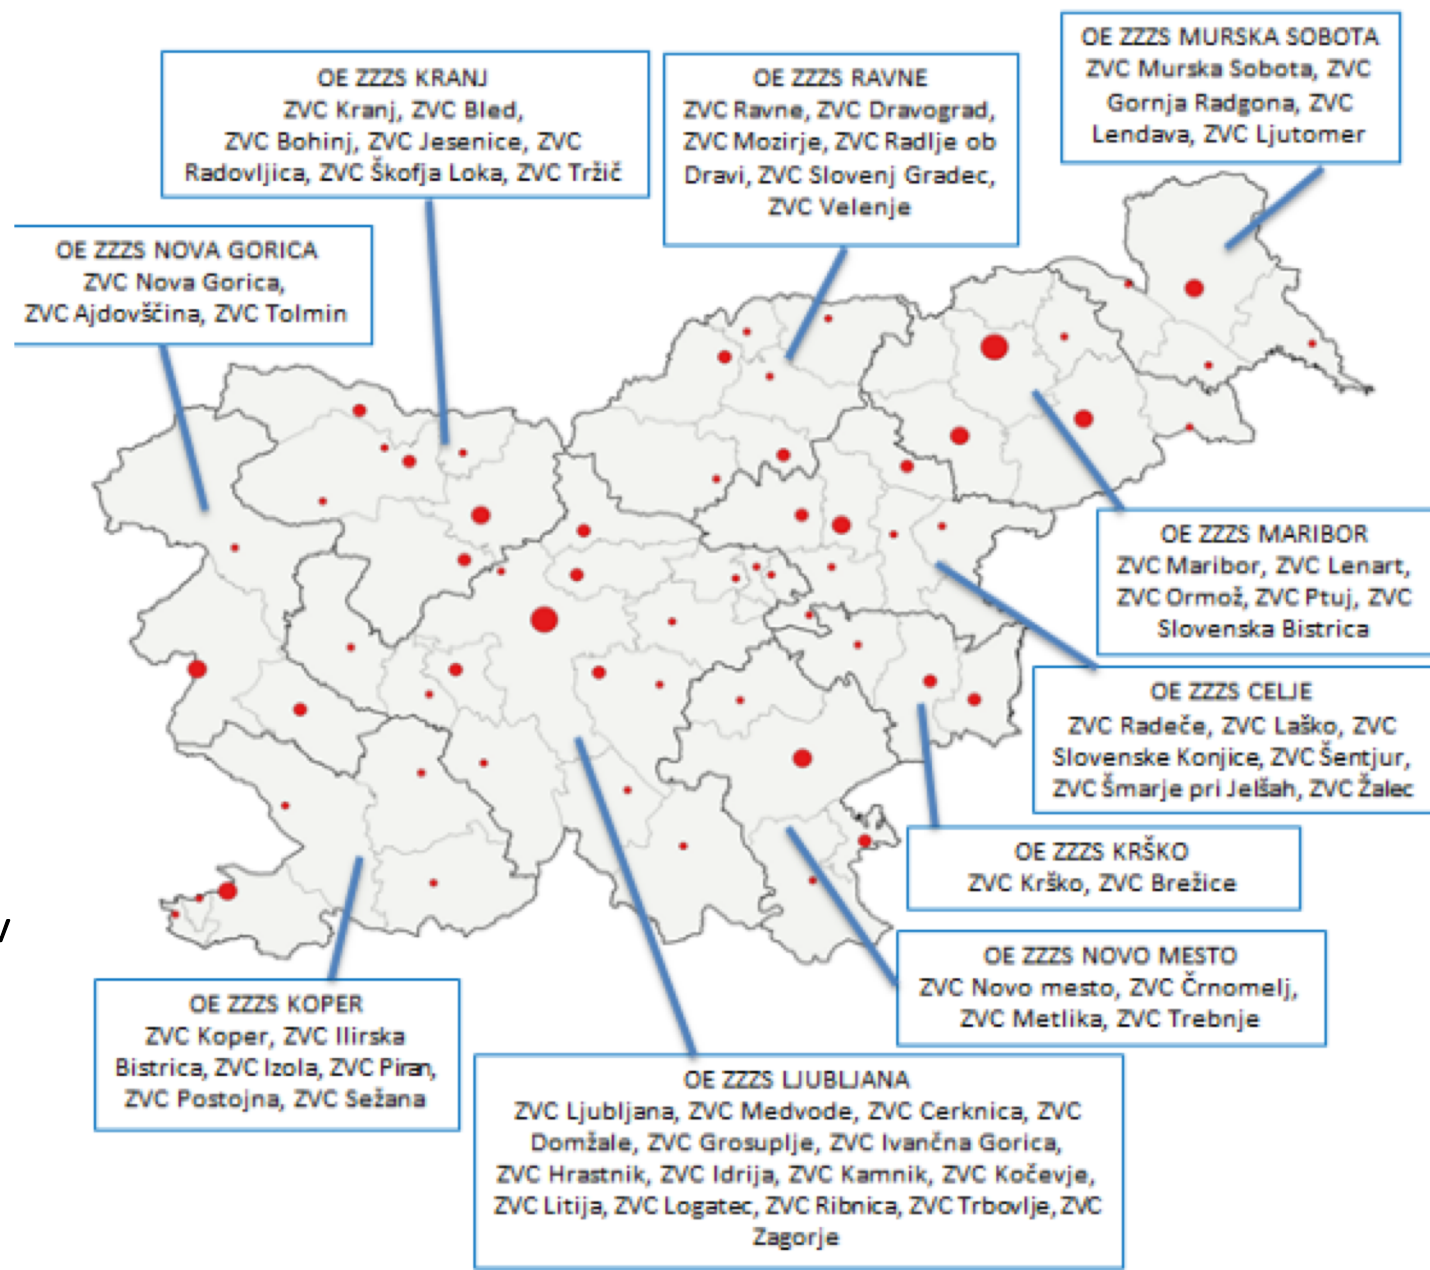 OE ZZZS MURSKA SOBOTA
ZVC Murska Sobota, ZVC
Gornja Radgona, ZVC
Lendava, ZVC Ljutomer
OE ZZZS KRANJ
ZVC Kranj, ZVC Bled,
ZVC Bohinj, ZVC Jesenice, ZVC
Radovljica, ZVC Škofja Loka, ZVC Tržič
OE ZZZS RAVNE
ZVC Ravne, ZVC Dravograd,
ZVC Mozirje, ZVC Radlje ob
Dravi, ZVC Slovenj Gradec,
ZVC Velenje
OE ZZZS NOVA GORICA
ZVC Nova Gorica,
ZVC Ajdovščina, ZVC Tolmin
OE ZZZS MARIBOR
ZVC Maribor, ZVC Lenart,
ZVC Ormož, ZVC Ptuj, ZVC
Slovenska Bistrica
OE ZZZS CELJE
ZVC Radeče, ZVC Laško, ZVC
Slovenske Konjice, ZVC Šentjur,
ZVC Šmarje pri Jelšah, ZVC Žalec
OE ZZZS KRŠKO
ZVC Krško, ZVC Brežice
OE ZZZS NOVO MESTO
ZVC Novo mesto, ZVC Črnomelj,
ZVC Metlika, ZVC Trebnje
OE ZZZS KOPER
ZVC Koper, ZVC Ilirska
Bistrica, ZVC Izola, ZVC Piran,
ZVC Postojna, ZVC Sežana
OE ZZZS LJUBLJANA
ZVC Ljubljana, ZVC Medvode, ZVC Cerknica, ZVC
Domžale, ZVC Grosuplje, ZVC Ivančna Gorica,
ZVC Hrastnik, ZVC Idrija, ZVC Kamnik, ZVC Kočevje,
ZVC Litija, ZVC Logatec, ZVC Ribnica, ZVC Trbovlje, ZVC
Zagorje